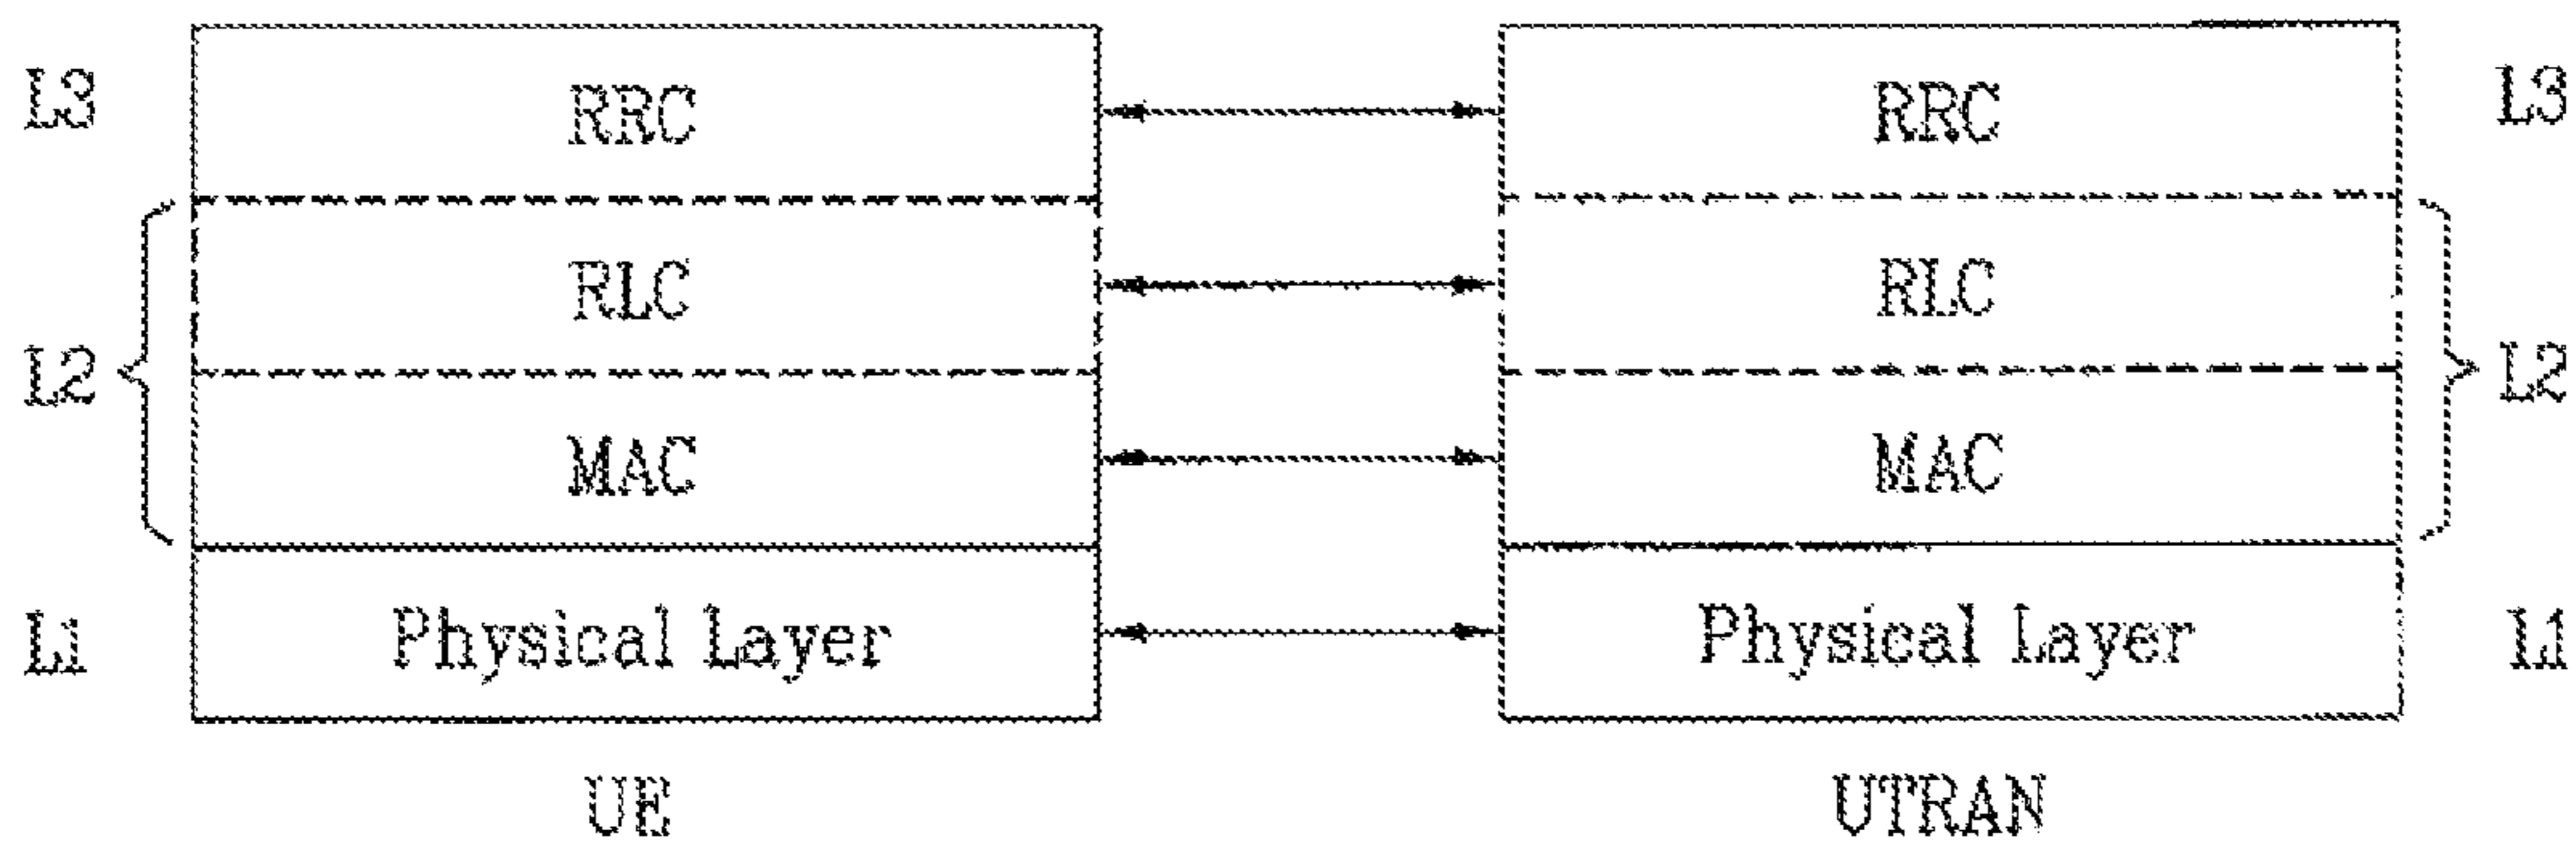 L3 RRC RRC L3
RLC RLC
L2 L2
MAC MAC
L1 Physical Layer Physical Layer L1
UE UTRAN